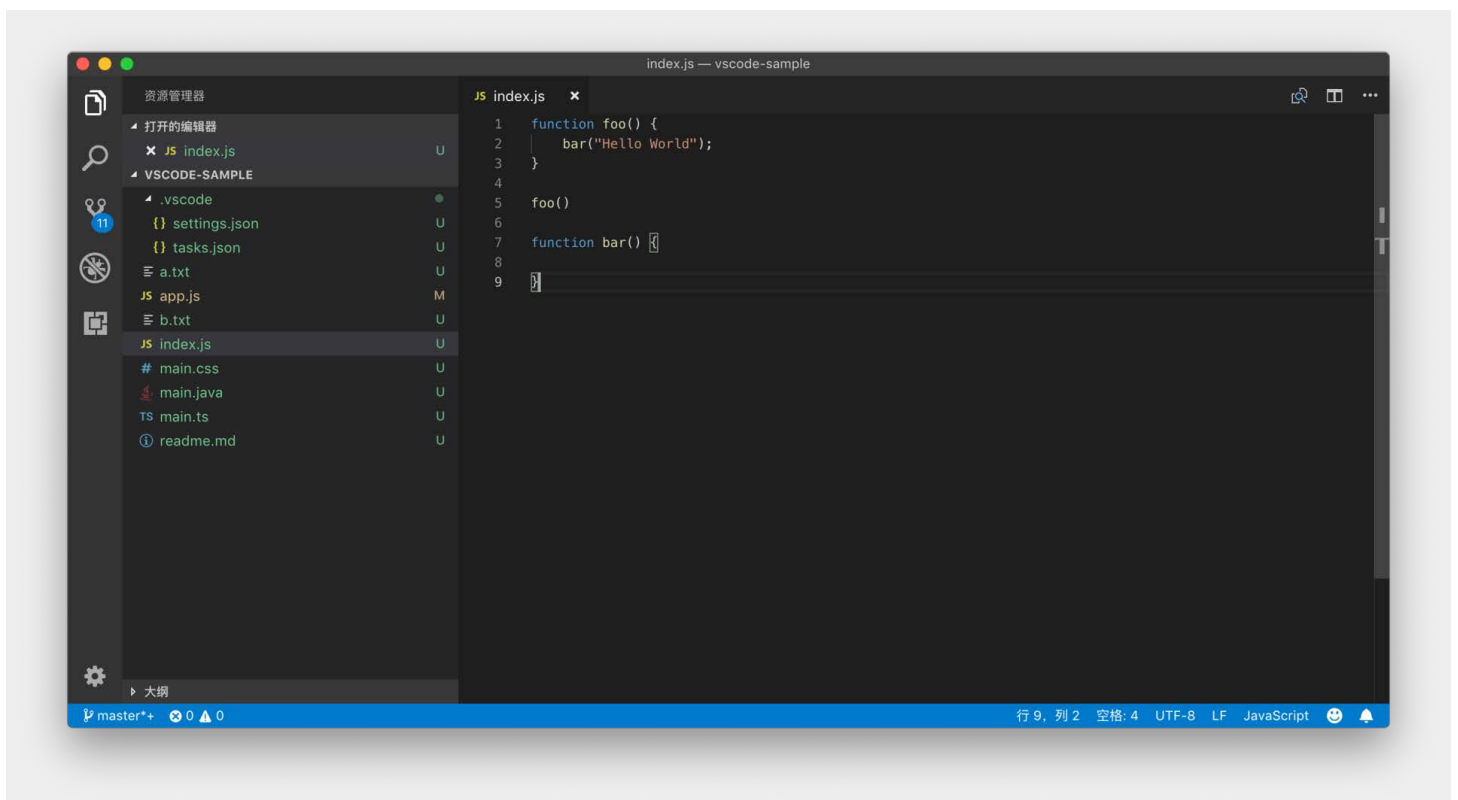 index.js — vscode-sample
资源管理器
打开的编辑器
JS index.js U
VSCODE-SAMPLE
.vscode
{} settings.json U
{} tasks.json U
a.txt U
JS app.js M
b.txt U
JS index.js U
# main.css U
main.java U
TS main.ts U
readme.md U
大纲
11
JS index.js
1 function foo() {
2 bar("Hello World");
3 }
4
5 foo()
6
7 function bar() {
8
9 }
master*+ 0 0
行 9，列 2 空格: 4 UTF-8 LF JavaScript